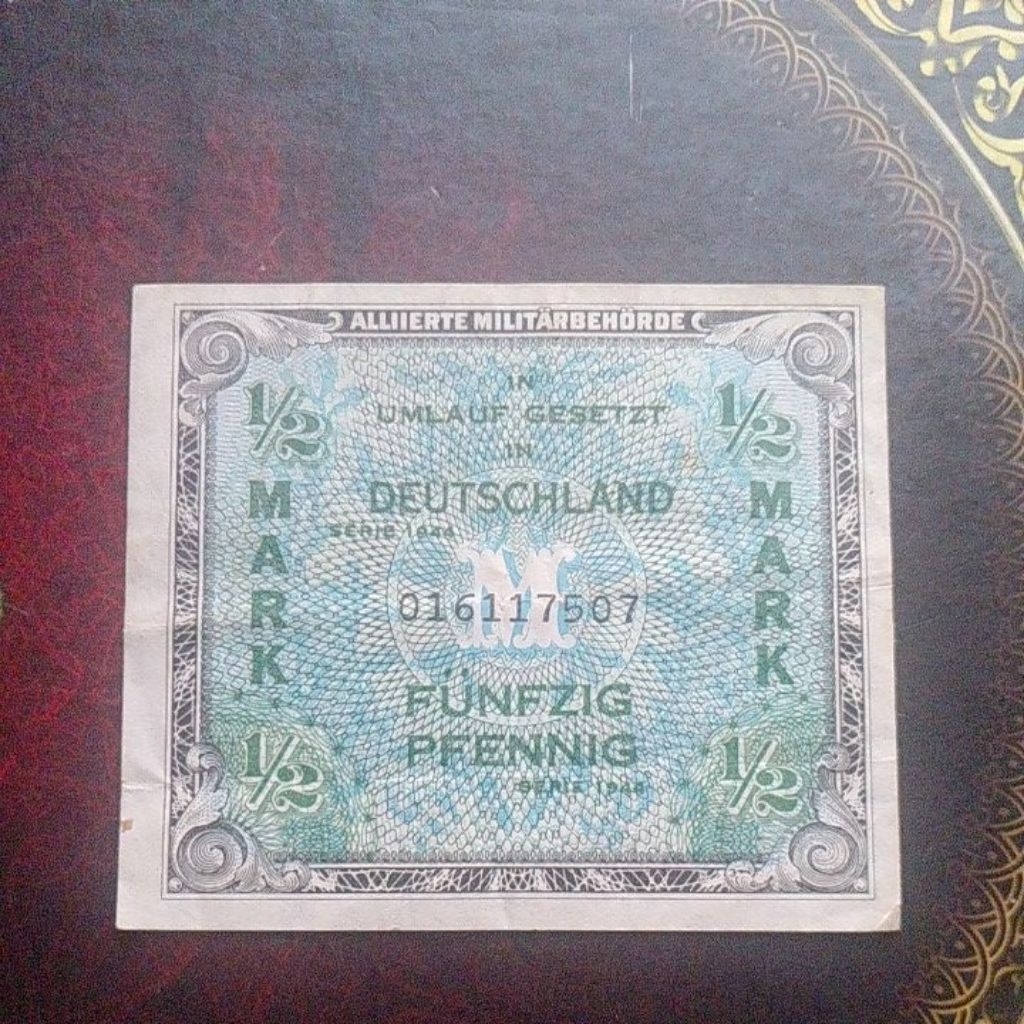 ALLIIERTE MILITÄRBEHÖRDE
IN
UMLAUF GESETZT
IN
DEUTSCHLAND
SERIE 1944
1/2
MARK
1/2
MARK
M
016117507
FÜNFZIG
PFENNIG
SERIE 1944
1/2
1/2